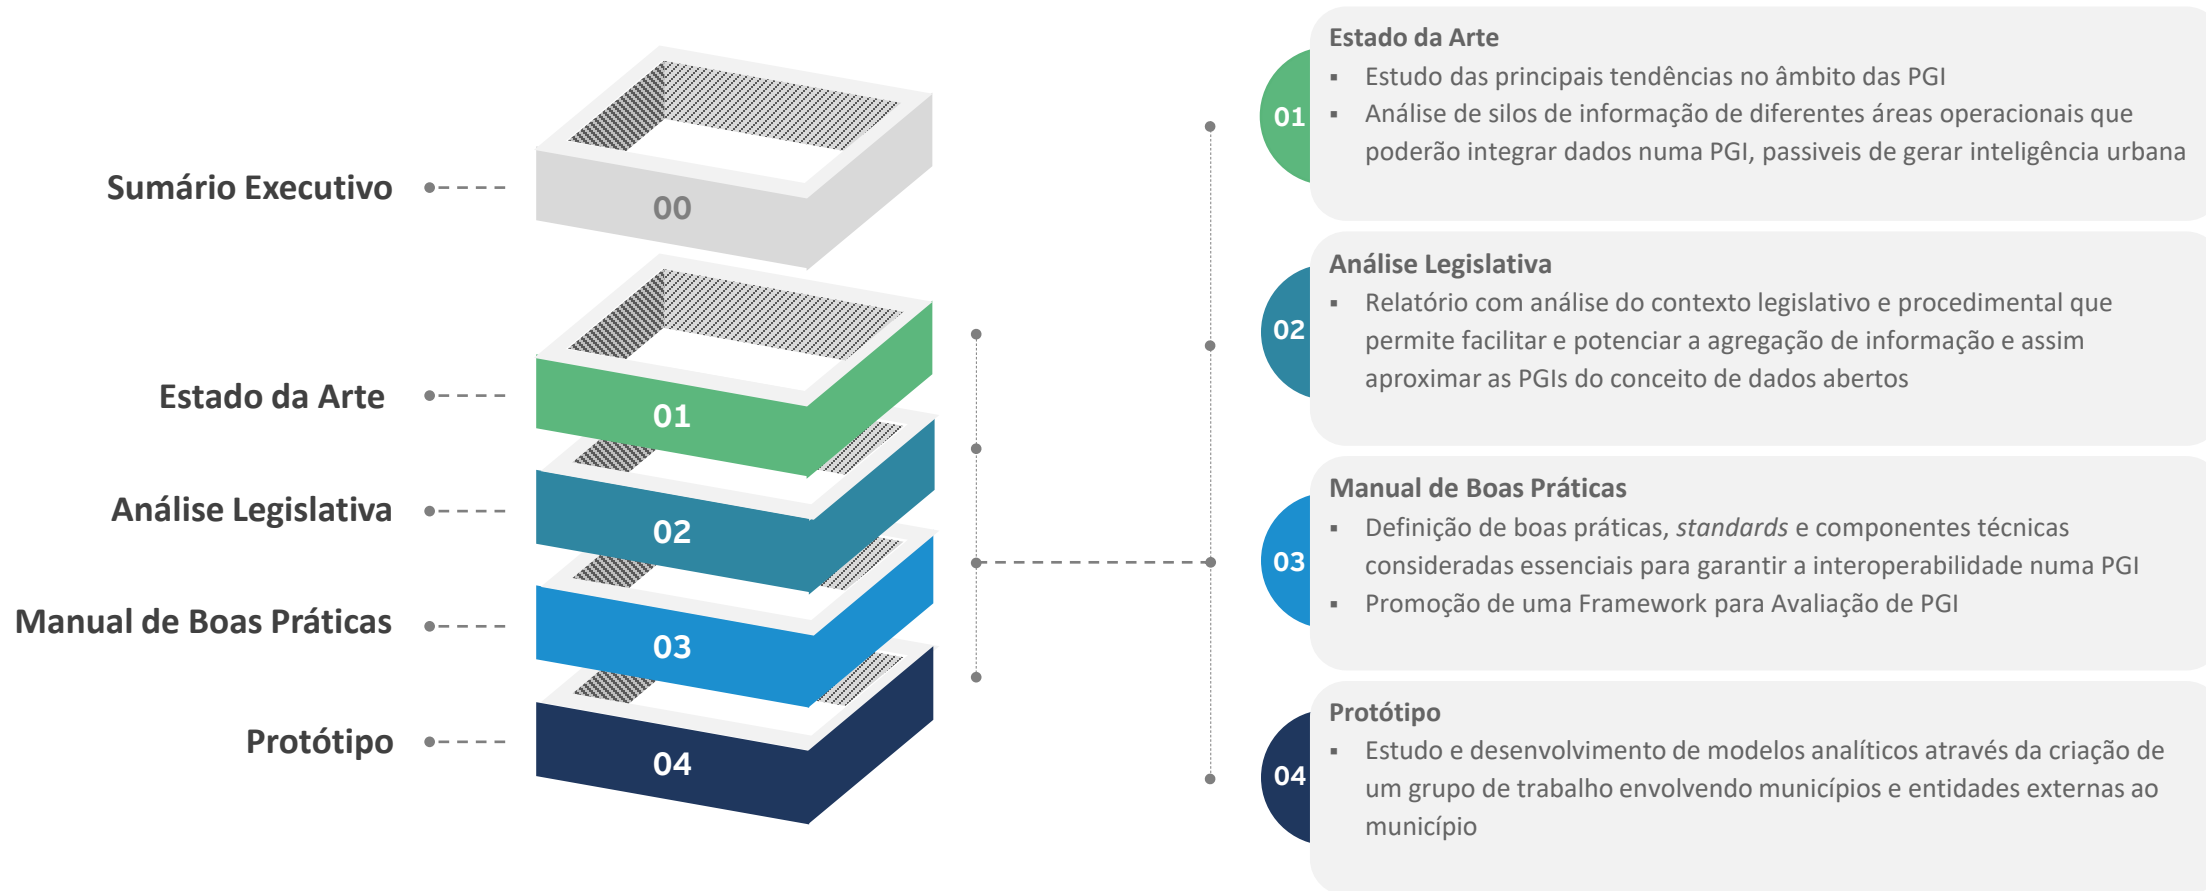 Sumário Executivo
00
Estado da Arte
01
Análise Legislativa
02
Manual de Boas Práticas
03
Protótipo
04
01
Estado da Arte
▪ Estudo das principais tendências no âmbito das PGI
▪ Análise de silos de informação de diferentes áreas operacionais que
poderão integrar dados numa PGI, passiveis de gerar inteligência urbana
02
Análise Legislativa
▪ Relatório com análise do contexto legislativo e procedimental que
permite facilitar e potenciar a agregação de informação e assim
aproximar as PGIs do conceito de dados abertos
03
Manual de Boas Práticas
▪ Definição de boas práticas, standards e componentes técnicas
consideradas essenciais para garantir a interoperabilidade numa PGI
▪ Promoção de uma Framework para Avaliação de PGI
04
Protótipo
▪ Estudo e desenvolvimento de modelos analíticos através da criação de
um grupo de trabalho envolvendo municípios e entidades externas ao
município